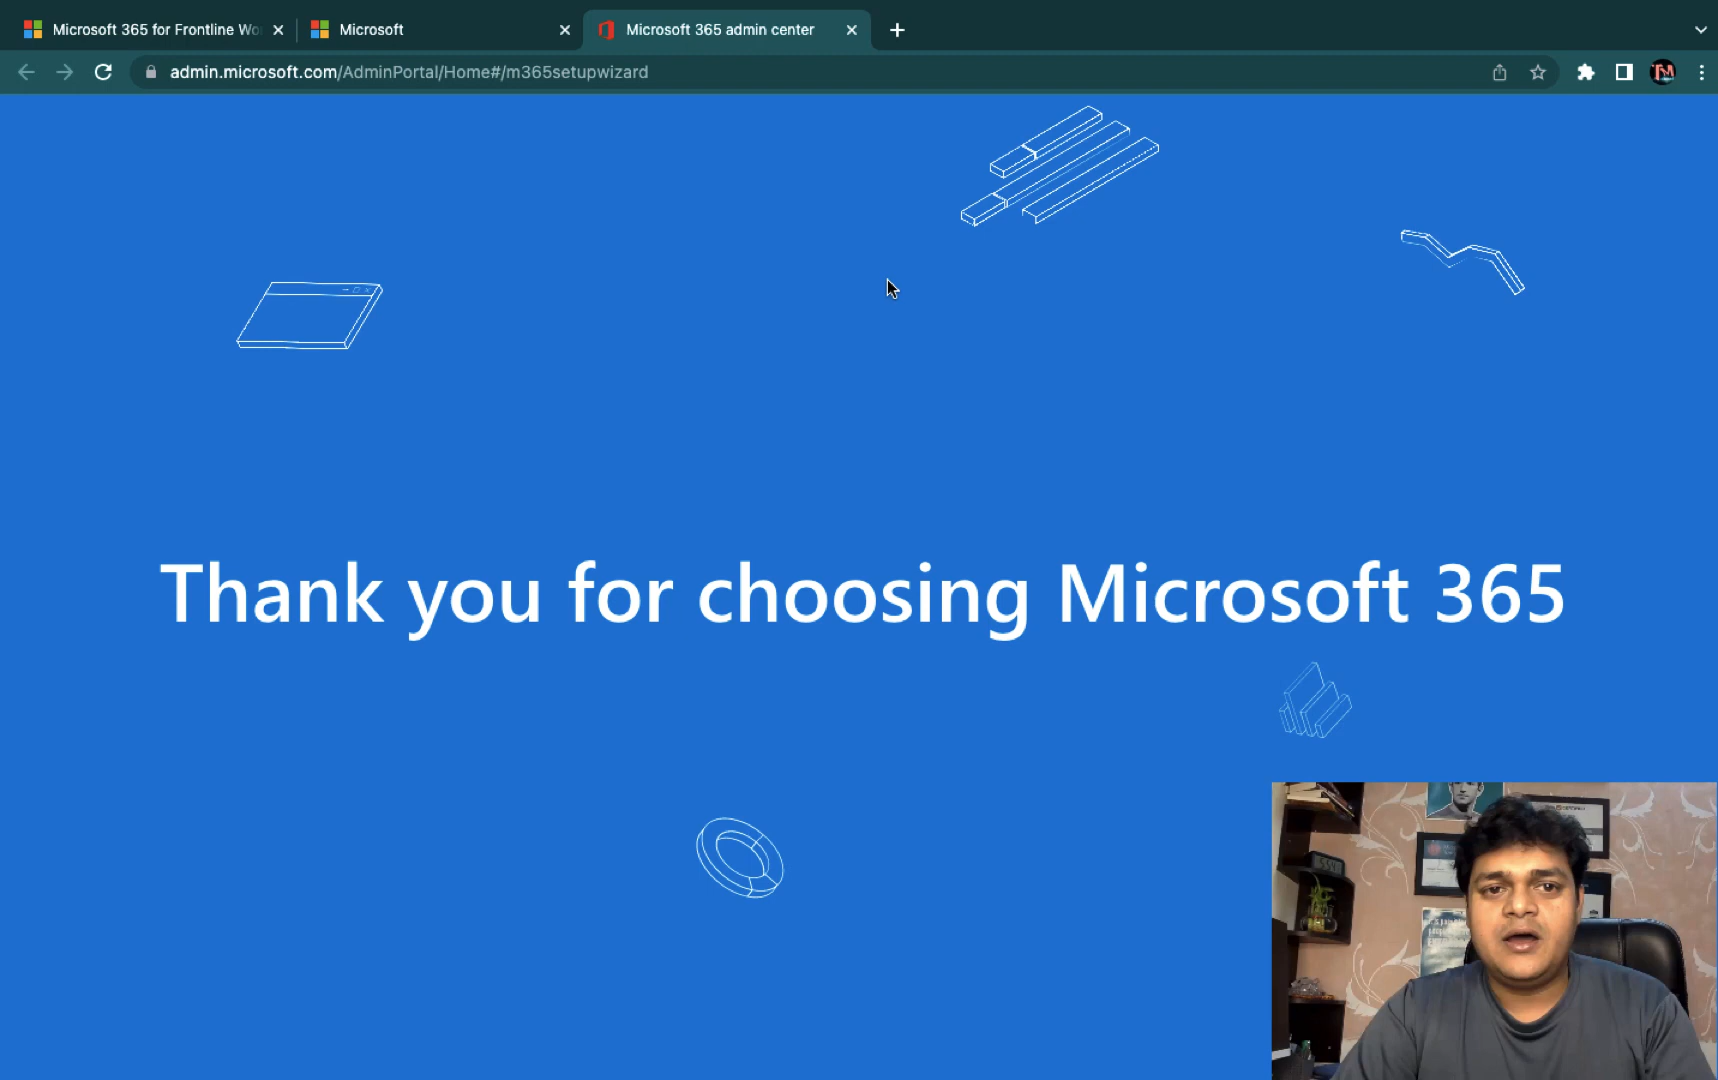 Microsoft 365 for Frontline Wo
Microsoft
Microsoft 365 admin center
admin.microsoft.com/AdminPortal/Home#/m365setupwizard
TM
Thank you for choosing Microsoft 365